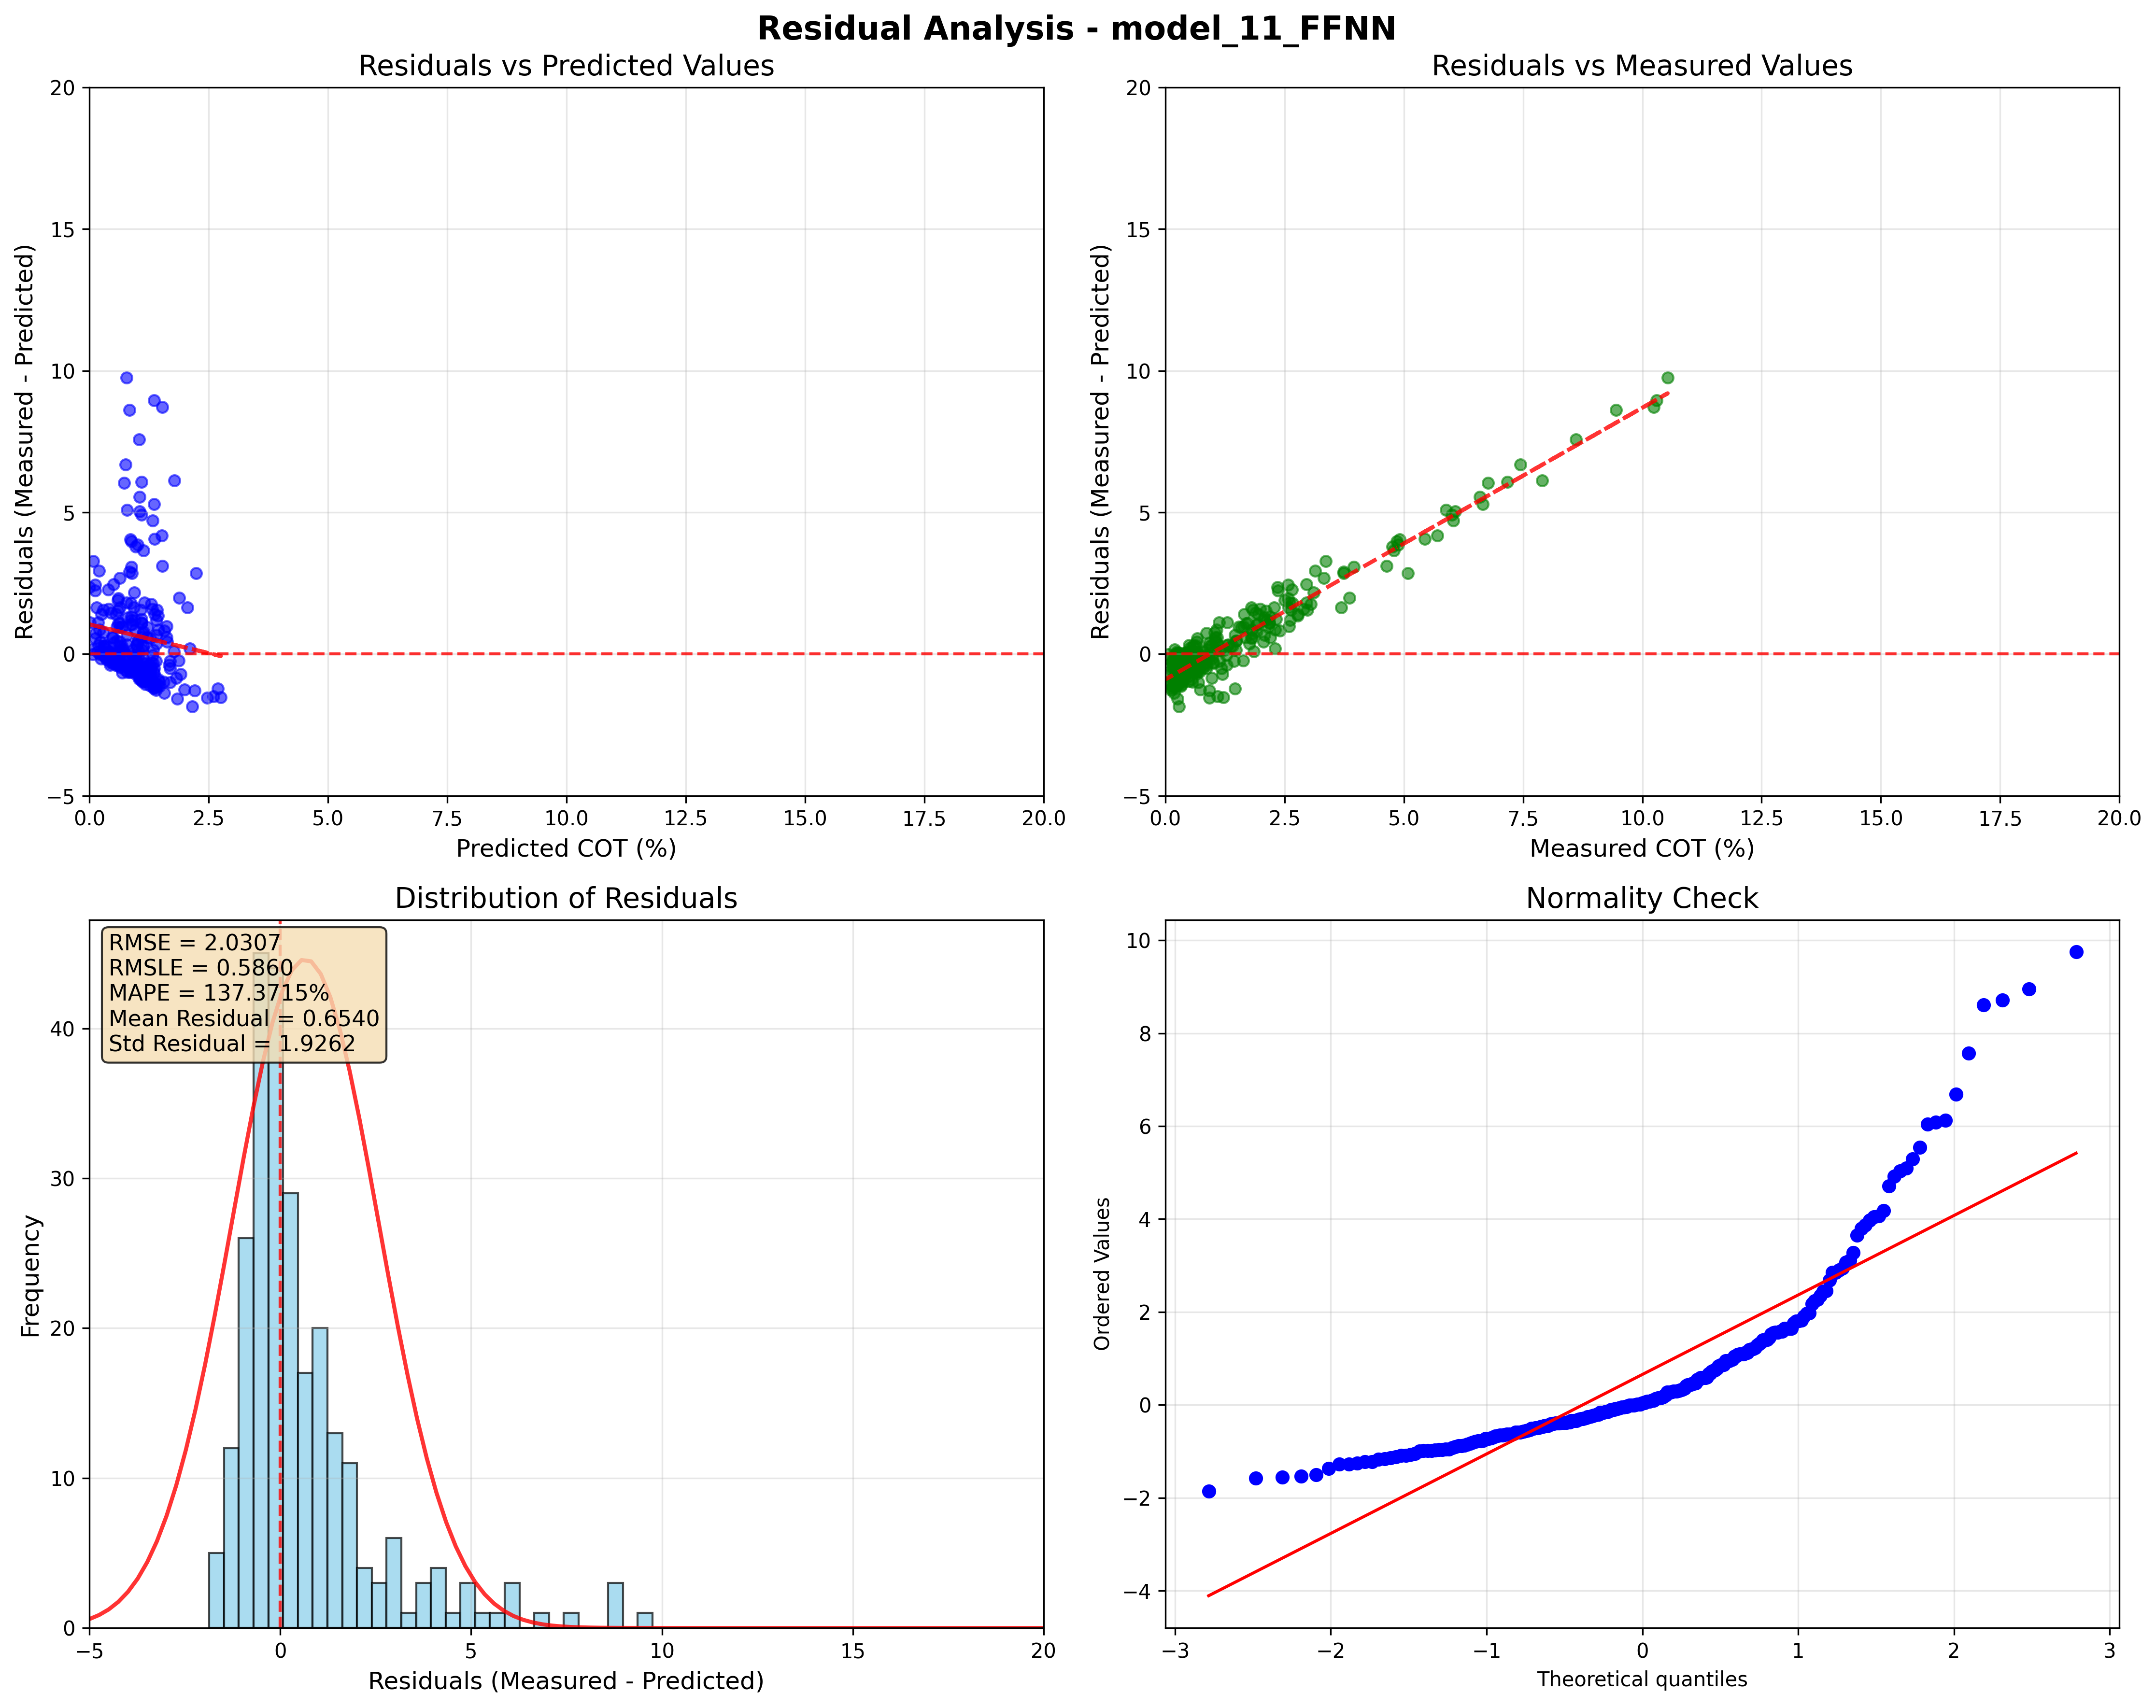 Residual Analysis - model_11_FFNN
Residuals vs Predicted Values
20
15
10
5
0
−5
Residuals (Measured - Predicted)
0.0 2.5 5.0 7.5 10.0 12.5 15.0 17.5 20.0
Predicted COT (%)
Residuals vs Measured Values
20
15
10
5
0
−5
Residuals (Measured - Predicted)
0.0 2.5 5.0 7.5 10.0 12.5 15.0 17.5 20.0
Measured COT (%)
Distribution of Residuals
RMSE = 2.0307
RMSLE = 0.5860
MAPE = 137.3715%
Mean Residual = 0.6540
Std Residual = 1.9262
40
30
20
10
0
Frequency
−5 0 5 10 15 20
Residuals (Measured - Predicted)
Normality Check
10
8
6
4
2
0
−2
−4
Ordered Values
−3 −2 −1 0 1 2 3
Theoretical quantiles